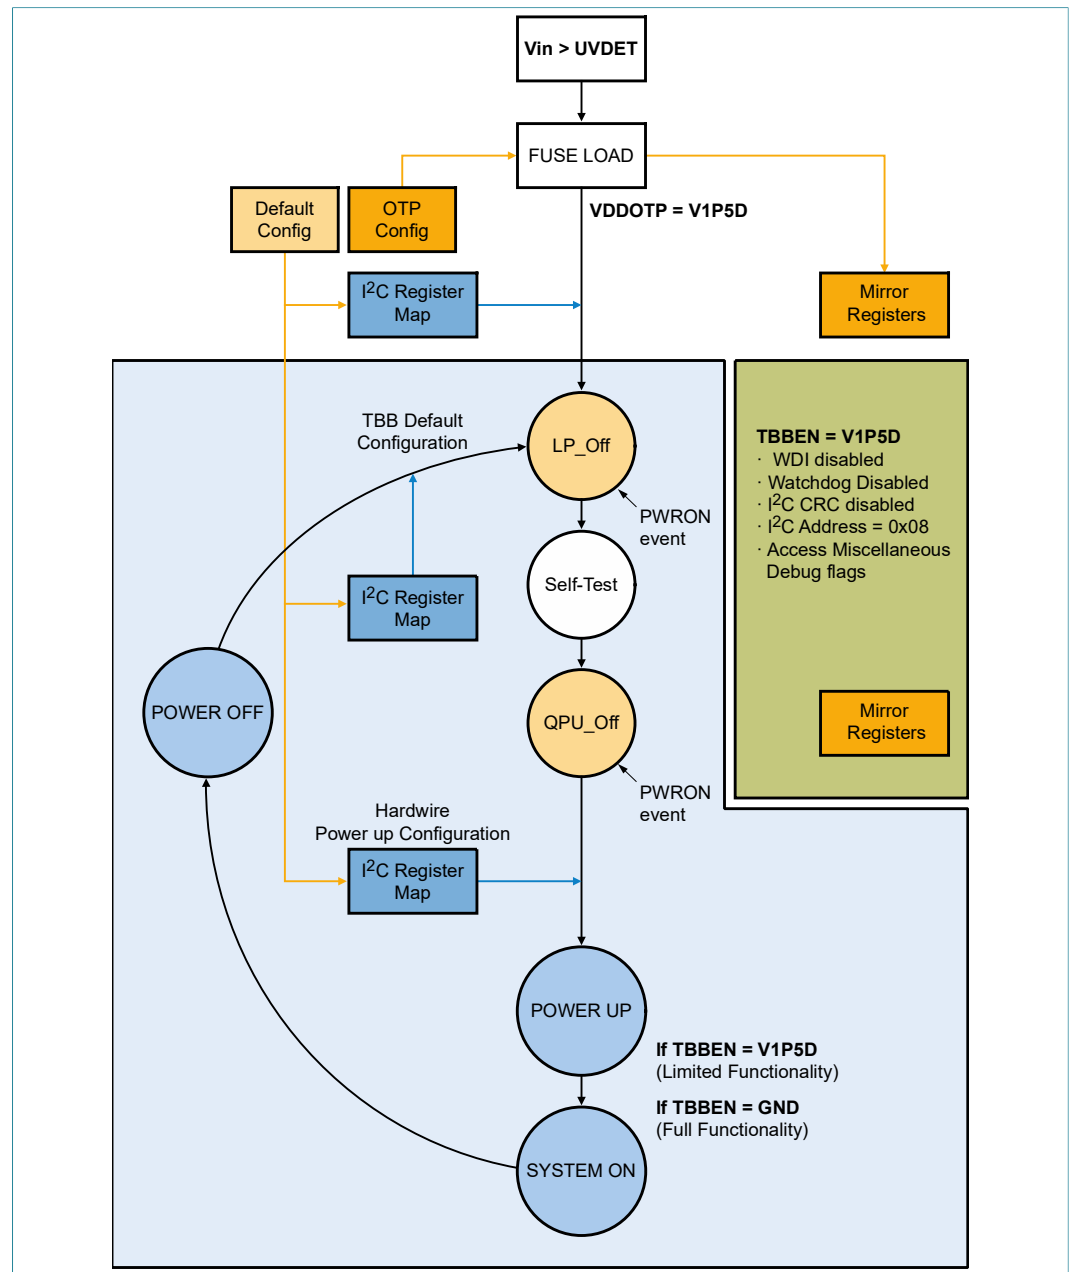 Vin > UVDET
FUSE LOAD
VDDOTP = V1P5D
Default
Config
OTP
Config
I²C Register
Map
Mirror
Registers
TBB Default
Configuration
LP_Off
PWRON
event
TBBEN = V1P5D
· WDI disabled
· Watchdog Disabled
· I²C CRC disabled
· I²C Address = 0x08
· Access Miscellaneous
Debug flags
Self-Test
I²C Register
Map
POWER OFF
QPU_Off
Mirror
Registers
PWRON
event
Hardwire
Power up Configuration
I²C Register
Map
POWER UP
If TBBEN = V1P5D
(Limited Functionality)
If TBBEN = GND
(Full Functionality)
SYSTEM ON